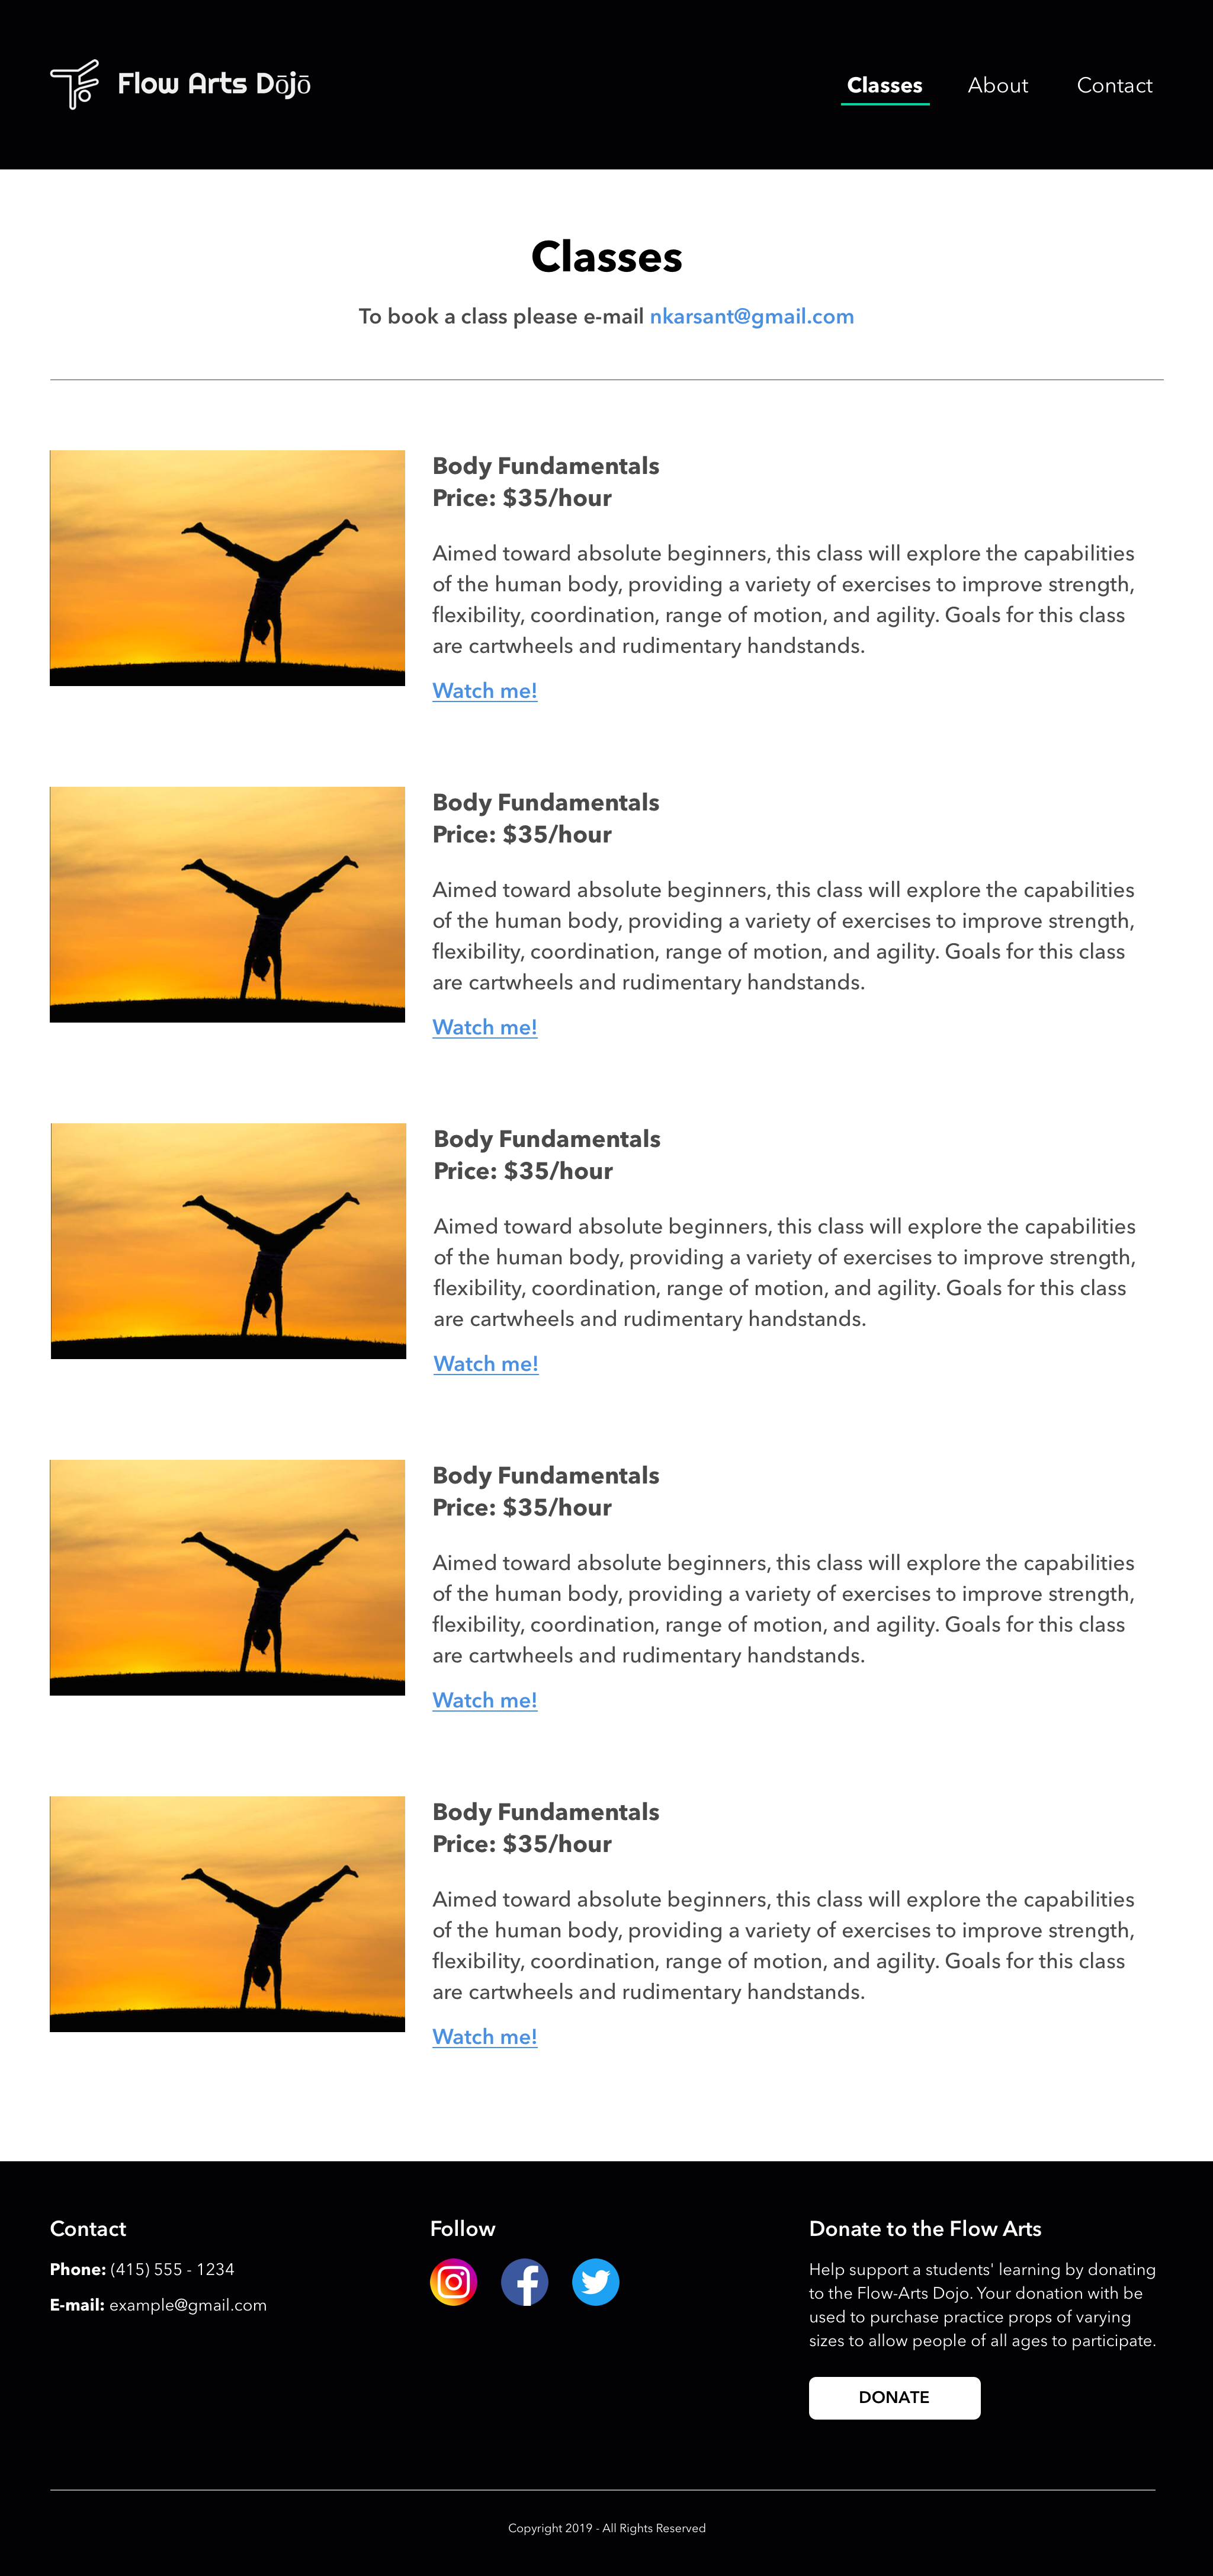 Flow Arts Dōjō
Classes About Contact
Classes
To book a class please e-mail nkarsant@gmail.com
Body Fundamentals
Price: $35/hour
Aimed toward absolute beginners, this class will explore the capabilities
of the human body, providing a variety of exercises to improve strength,
flexibility, coordination, range of motion, and agility. Goals for this class
are cartwheels and rudimentary handstands.
Watch me!
Body Fundamentals
Price: $35/hour
Aimed toward absolute beginners, this class will explore the capabilities
of the human body, providing a variety of exercises to improve strength,
flexibility, coordination, range of motion, and agility. Goals for this class
are cartwheels and rudimentary handstands.
Watch me!
Body Fundamentals
Price: $35/hour
Aimed toward absolute beginners, this class will explore the capabilities
of the human body, providing a variety of exercises to improve strength,
flexibility, coordination, range of motion, and agility. Goals for this class
are cartwheels and rudimentary handstands.
Watch me!
Body Fundamentals
Price: $35/hour
Aimed toward absolute beginners, this class will explore the capabilities
of the human body, providing a variety of exercises to improve strength,
flexibility, coordination, range of motion, and agility. Goals for this class
are cartwheels and rudimentary handstands.
Watch me!
Body Fundamentals
Price: $35/hour
Aimed toward absolute beginners, this class will explore the capabilities
of the human body, providing a variety of exercises to improve strength,
flexibility, coordination, range of motion, and agility. Goals for this class
are cartwheels and rudimentary handstands.
Watch me!
Contact
Phone: (415) 555 - 1234
E-mail: example@gmail.com
Follow
Donate to the Flow Arts
Help support a students' learning by donating
to the Flow-Arts Dojo. Your donation with be
used to purchase practice props of varying
sizes to allow people of all ages to participate.
DONATE
Copyright 2019 - All Rights Reserved